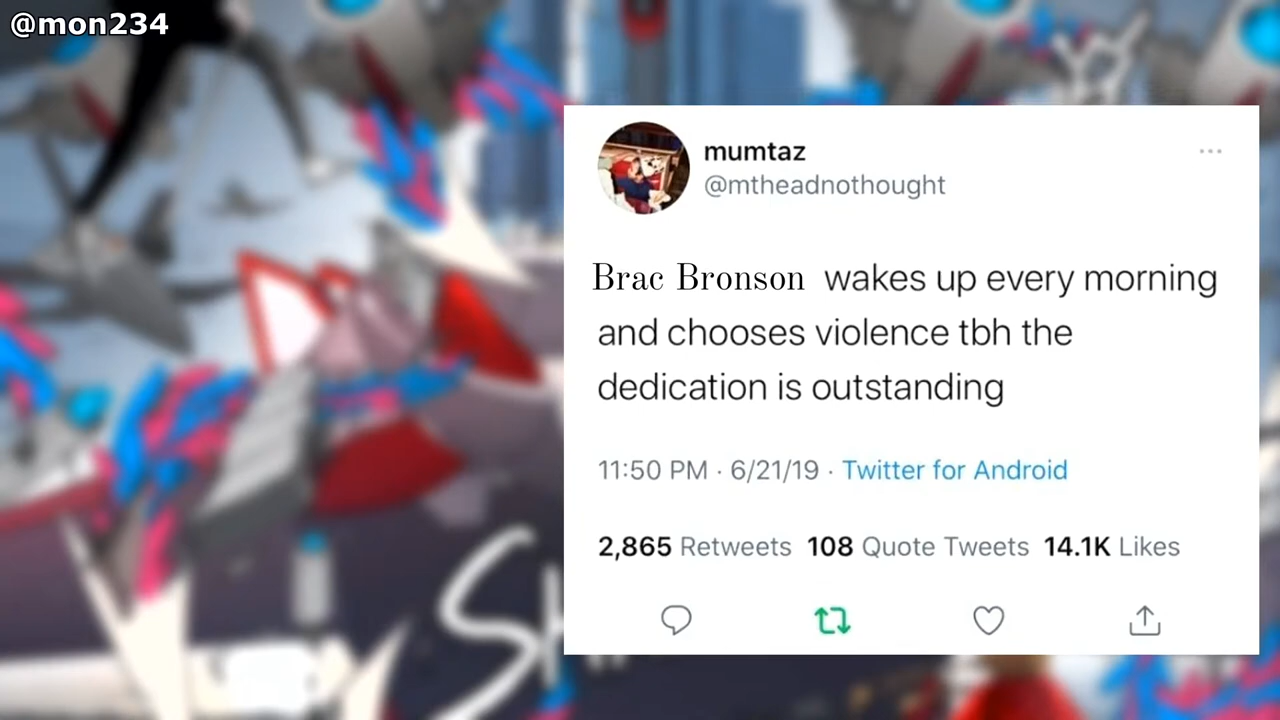 @mon234
mumtaz
@mtheadnothought
Brac Bronson wakes up every morning
and chooses violence tbh the
dedication is outstanding
11:50 PM · 6/21/19 · Twitter for Android
2,865 Retweets 108 Quote Tweets 14.1K Likes